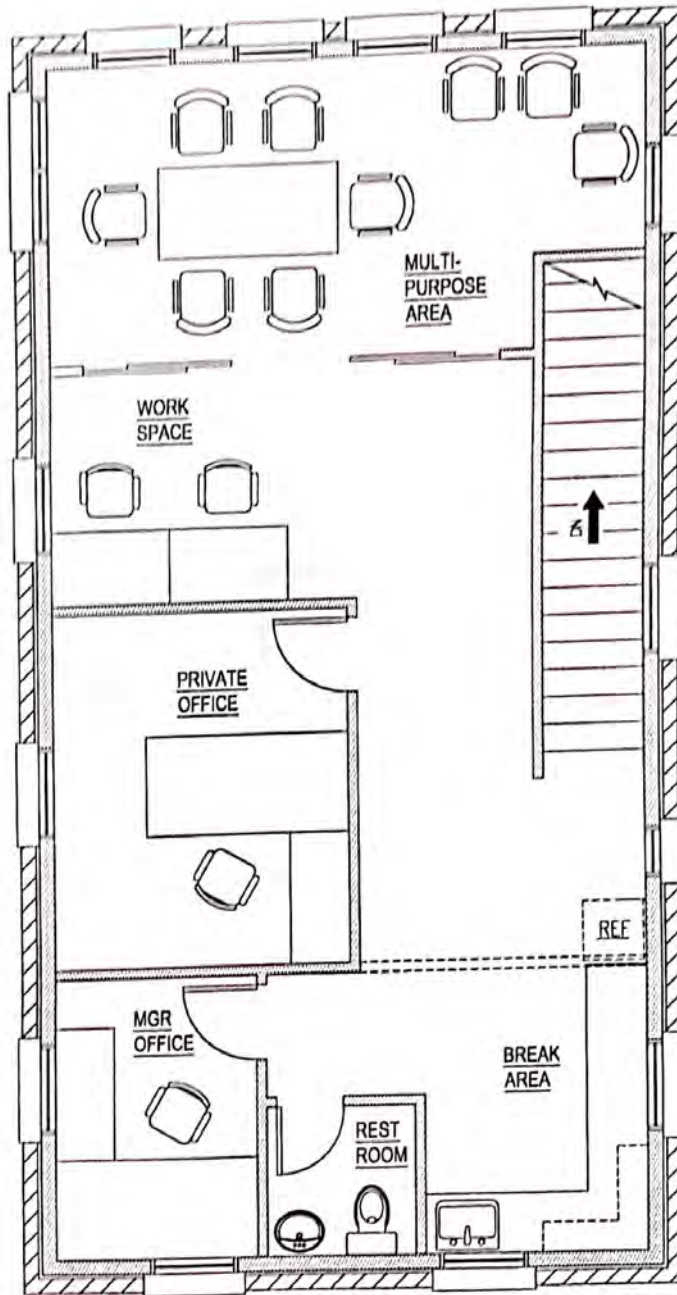 MULTI-
PURPOSE
AREA
WORK
SPACE
PRIVATE
OFFICE
REF
MGR
OFFICE
BREAK
AREA
REST
ROOM